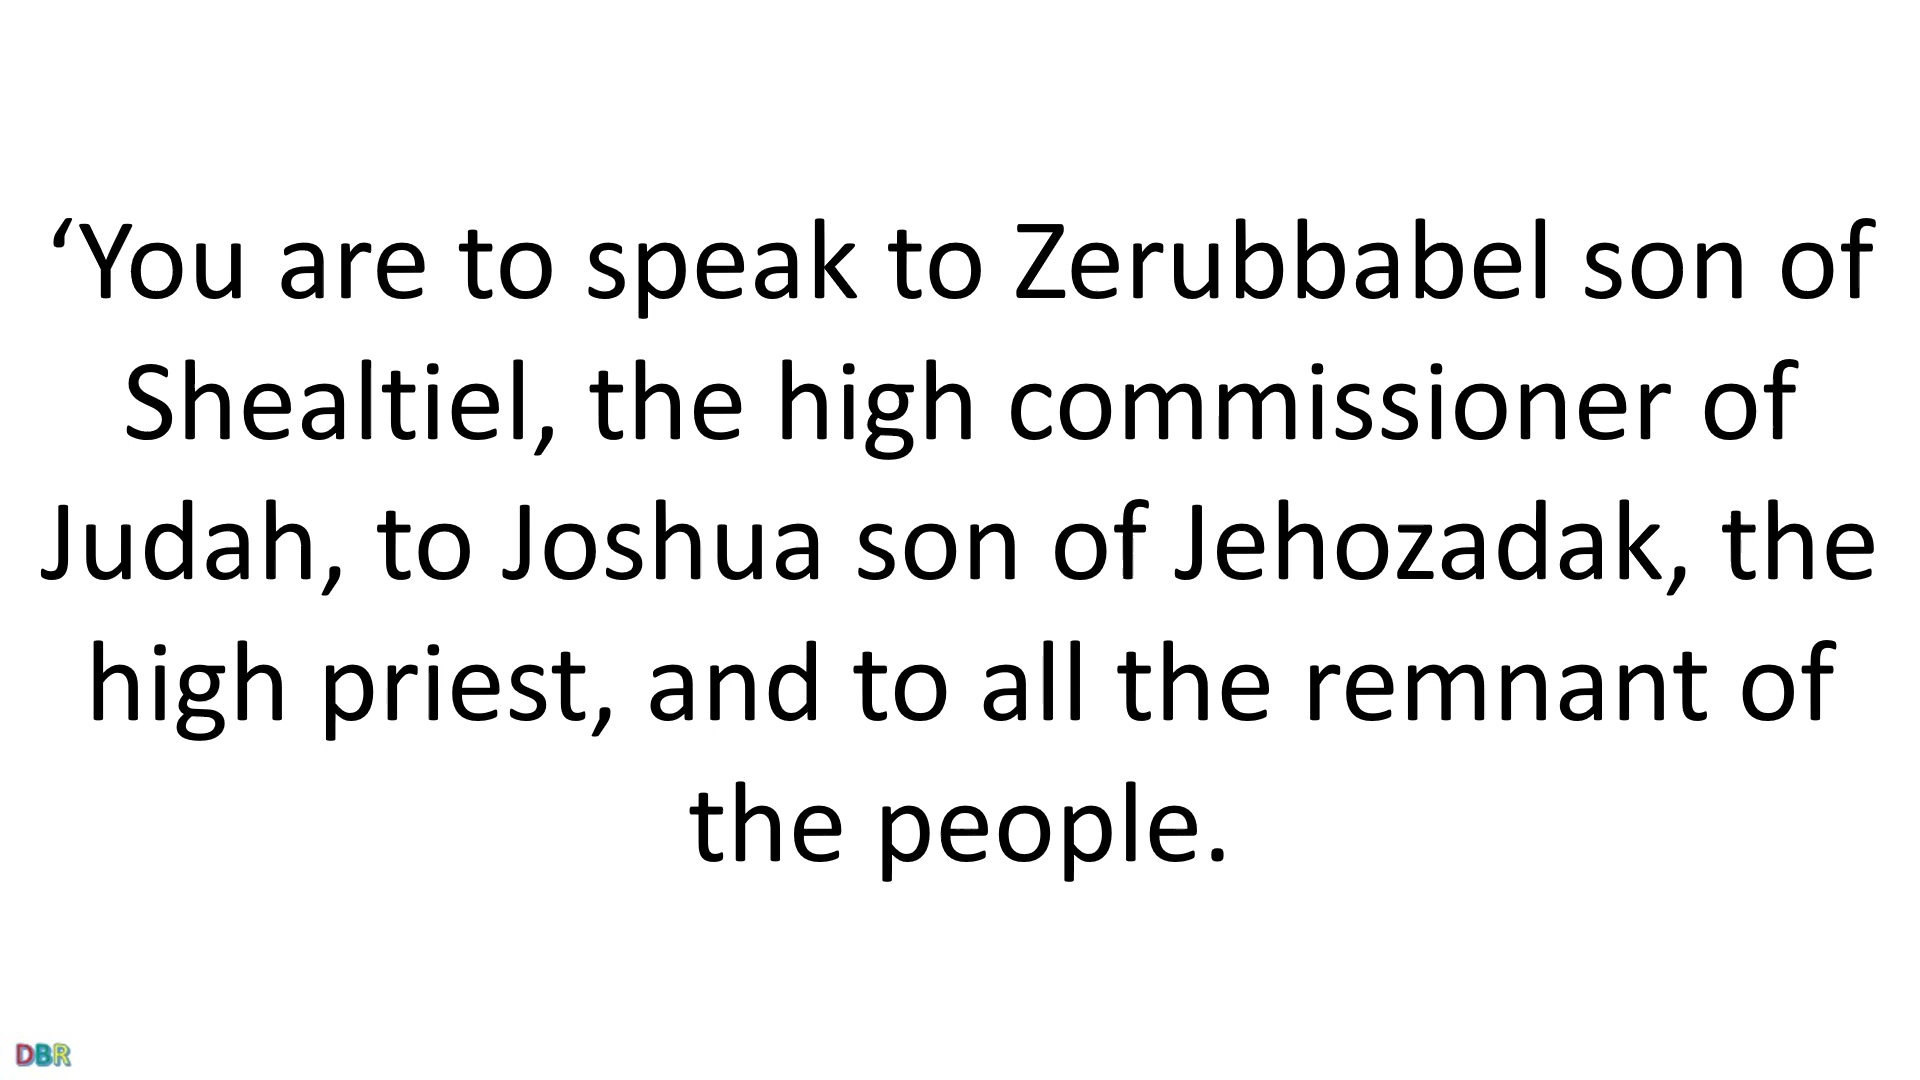 ‘You are to speak to Zerubbabel son of
Shealtiel, the high commissioner of
Judah, to Joshua son of Jehozadak, the
high priest, and to all the remnant of
the people.
DBR